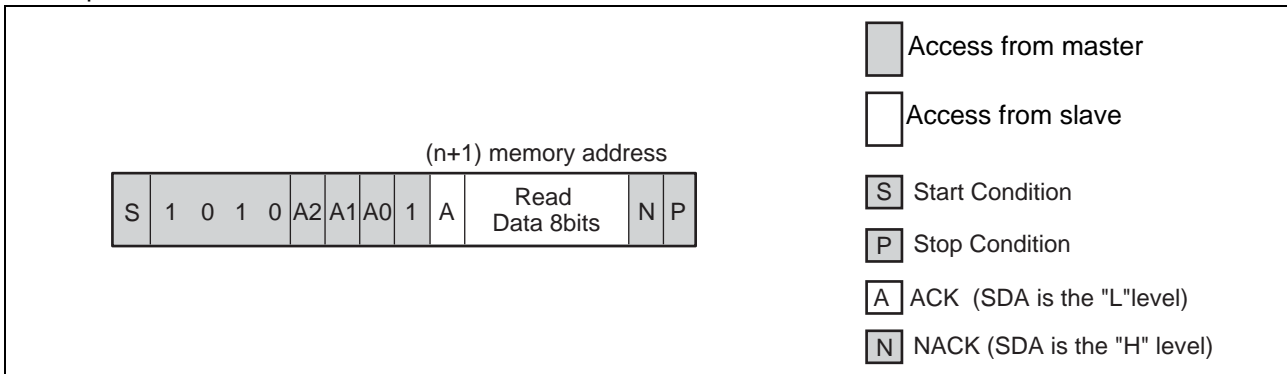 Access from master
Access from slave
(n+1) memory address
S 1 0 1 0 A2 A1 A0 1 A Read Data 8bits N P
S Start Condition
P Stop Condition
A ACK (SDA is the "L"level)
N NACK (SDA is the "H" level)